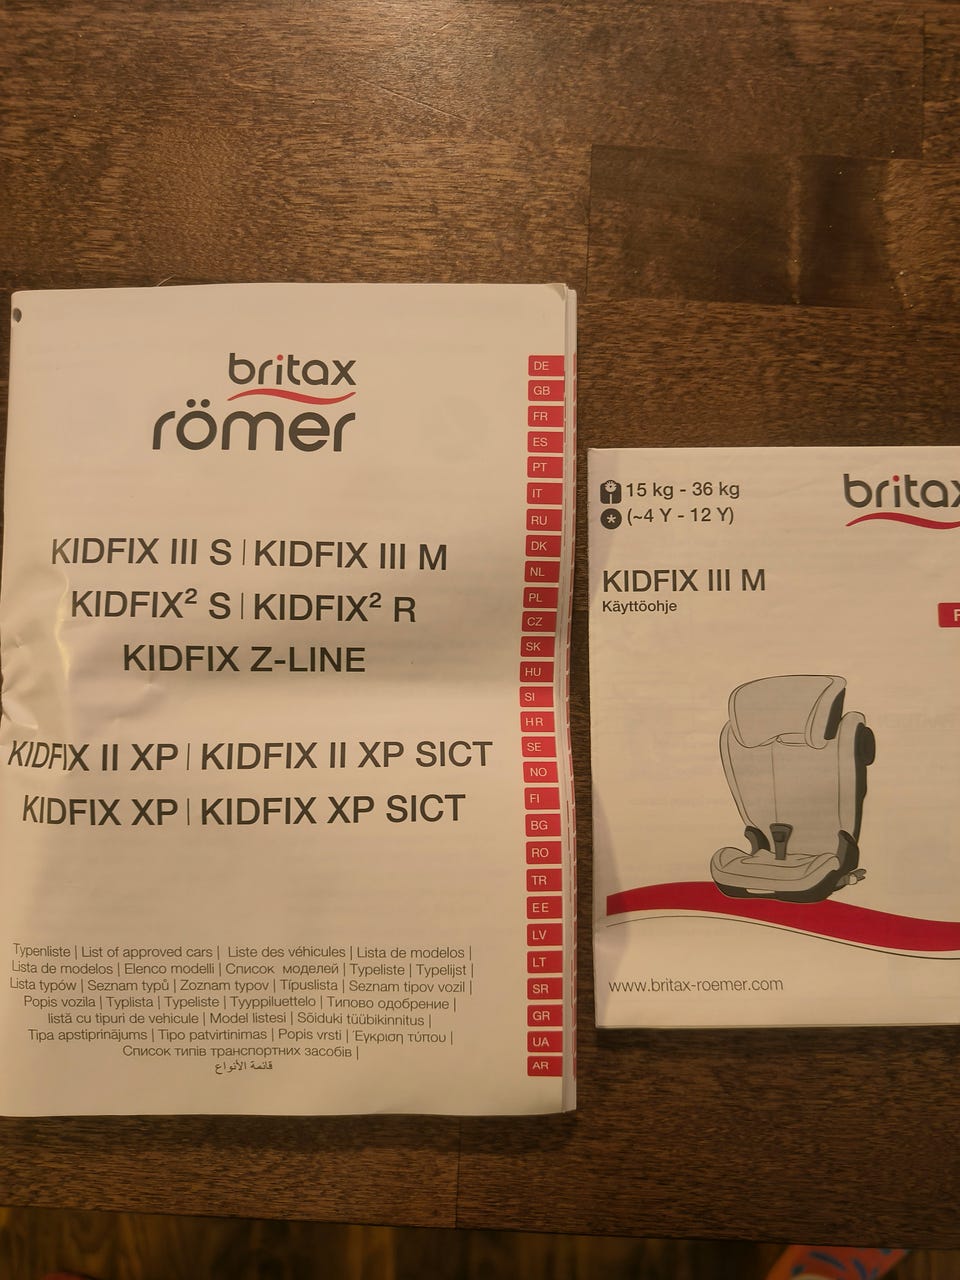 britax
römer
KIDFIX III S | KIDFIX III M
KIDFIX² S | KIDFIX² R
KIDFIX Z-LINE
KIDFIX II XP | KIDFIX II XP SICT
KIDFIX XP | KIDFIX XP SICT
Typenliste | List of approved cars | Liste des véhicules | Lista de modelos |
Lista de modelos | Elenco modelli | Список моделей | Typeliste | Typelijst |
Lista typów | Seznam typů | Zoznam typov | Típuslista | Seznam tipov vozil |
Popis vozila | Typlista | Typeliste | Tyyppiluettelo | Типово одобрение |
listă cu tipuri de vehicule | Model listesi | Sõiduki tüübikinnitus |
Tipa apstiprinājums | Tipo patvirtinimas | Popis vrsti | Έγκριση τύπου |
Список типів транспортних засобів |
قائمة الأنواع
DE
GB
FR
ES
PT
IT
RU
DK
NL
PL
CZ
SK
HU
SI
HR
SE
NO
FI
BG
RO
TR
EE
LV
LT
SR
GR
UA
AR
15 kg - 36 kg
(~4 Y - 12 Y)
britax
KIDFIX III M
Käyttöohje
www.britax-roemer.com